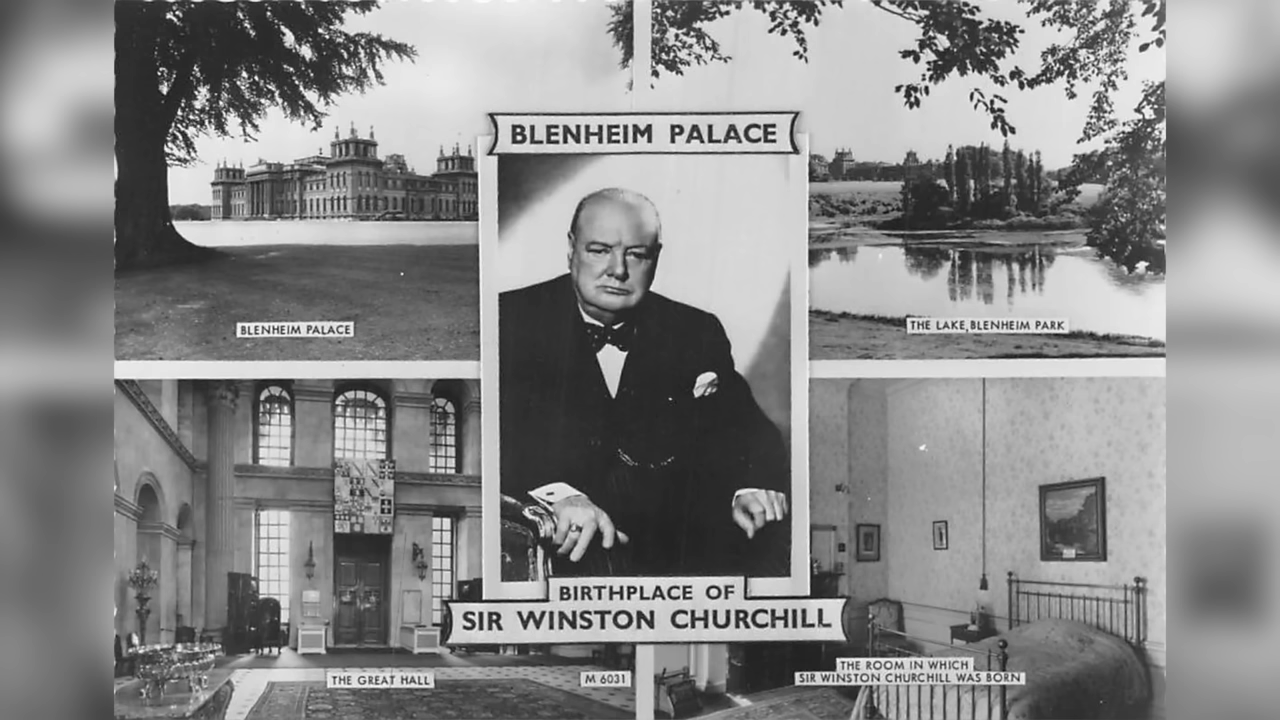 BLENHEIM PALACE
BLENHEIM PALACE
THE LAKE, BLENHEIM PARK
BIRTHPLACE OF
SIR WINSTON CHURCHILL
THE GREAT HALL
M 6031
THE ROOM IN WHICH
SIR WINSTON CHURCHILL WAS BORN